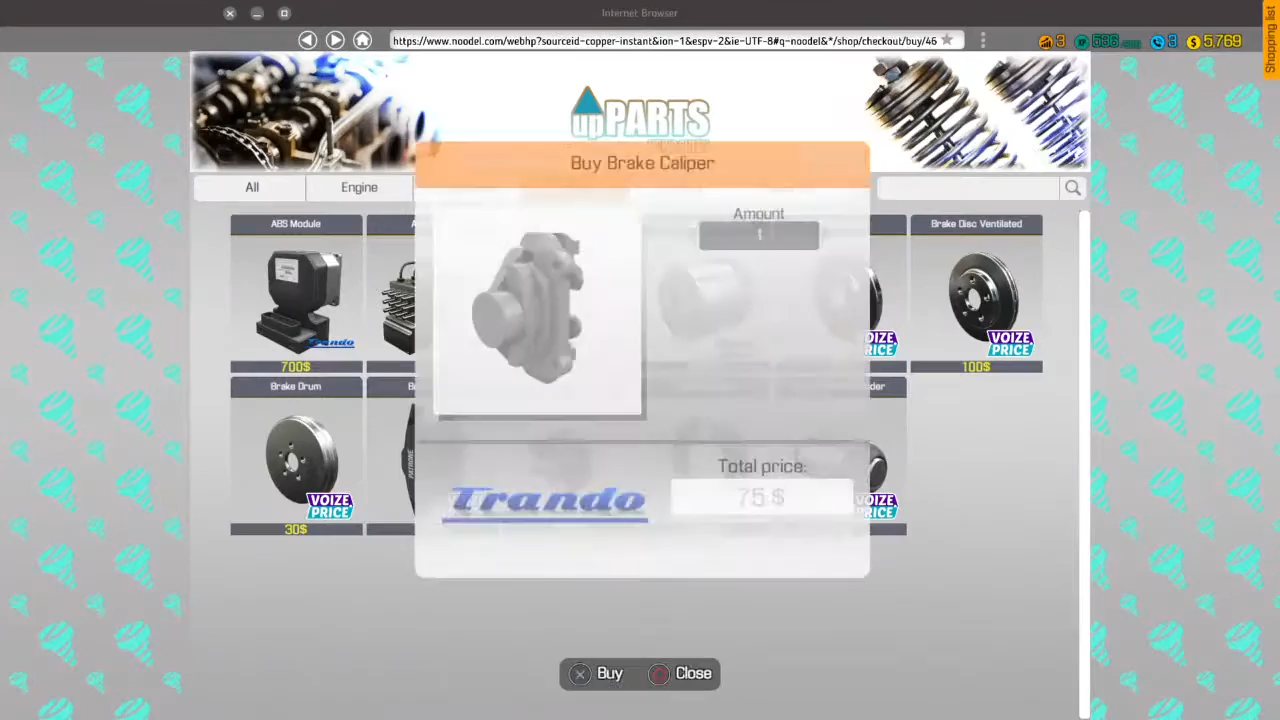 Internet Browser
https://www.noodel.com/webhp?sourceid-copper-instant&ion-1&espv-2&ie-UTF-8#q-noodel&*/shop/checkout/buy/46
3
3
5,769
Shopping list
upPARTS
Buy Brake Caliper
All
Engine
ABS Module
Brake Disc Ventilated
Amount
1
Trando
VOIZE
PRICE
700$
100$
Brake Drum
Total price:
75 $
Trando
VOIZE
PRICE
30$
Buy
Close